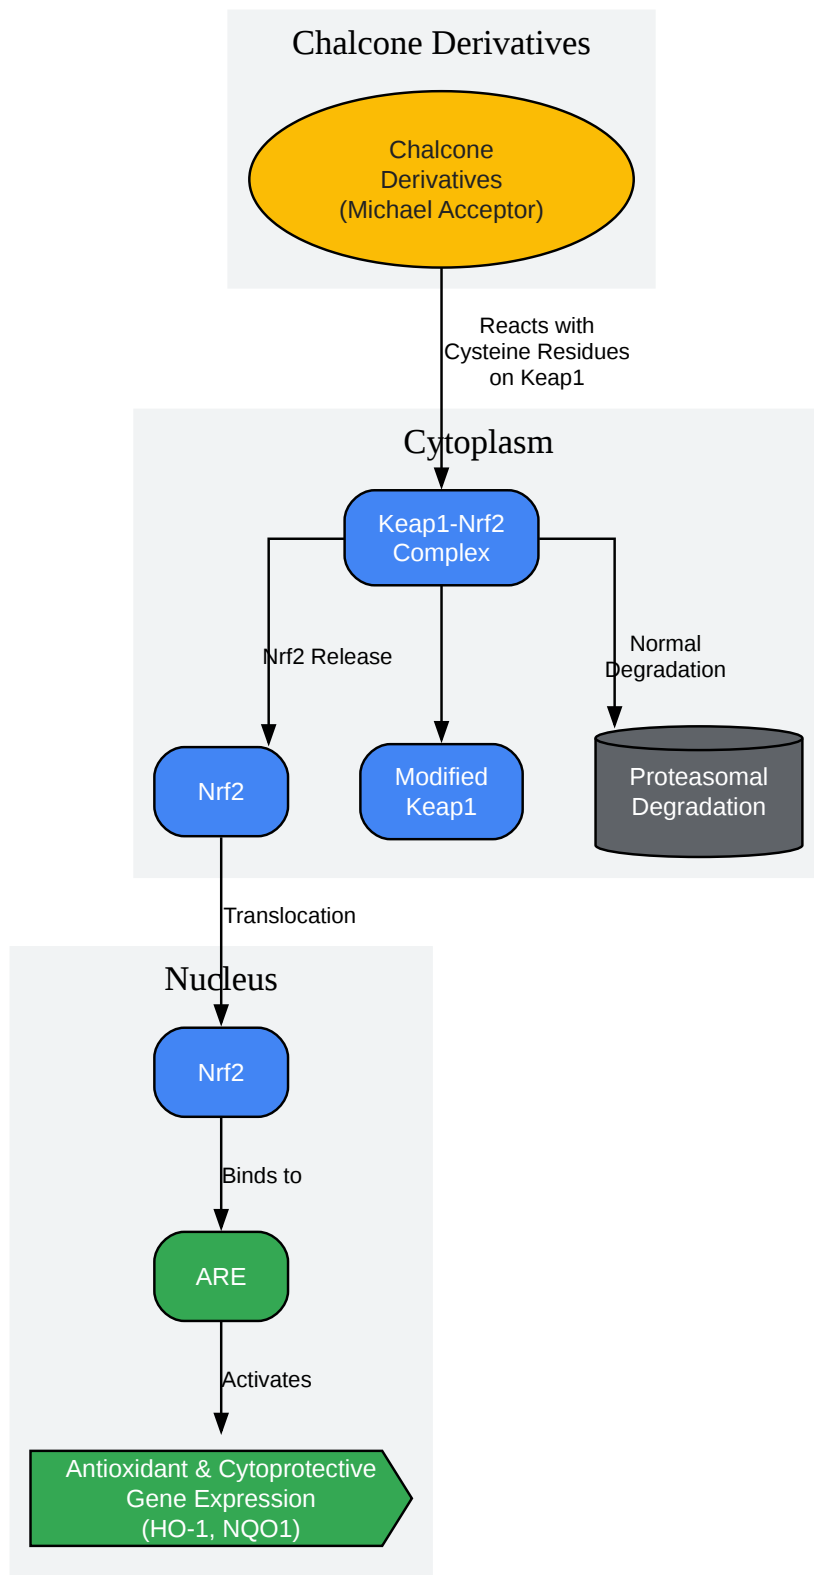 Chalcone Derivatives
Chalcone
Derivatives
(Michael Acceptor)
Reacts with
Cysteine Residues
on Keap1
Cytoplasm
Keap1-Nrf2
Complex
Nrf2 Release
Normal
Degradation
Nrf2
Modified
Keap1
Proteasomal
Degradation
Translocation
Nucleus
Nrf2
Binds to
ARE
Activates
Antioxidant & Cytoprotective
Gene Expression
(HO-1, NQO1)